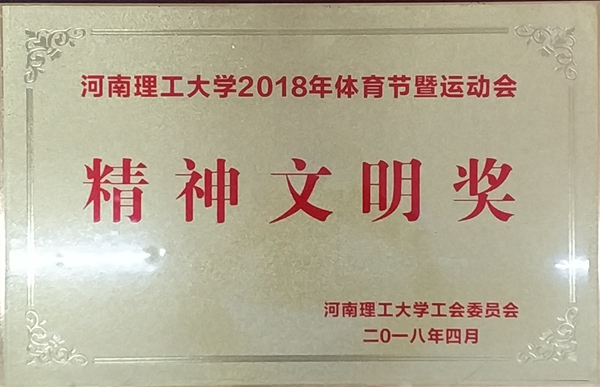 河南理工大学2018年体育节暨运动会
精神文明奖
河南理工大学工会委员会
二〇一八年四月